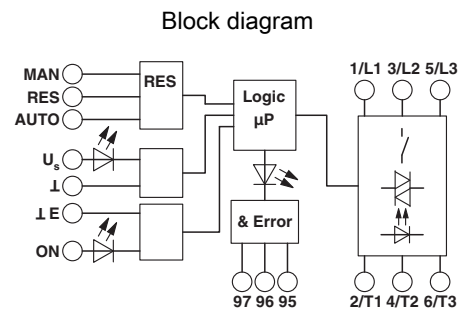 Block diagram
MAN
RES
AUTO
RES
Us
⊥
⊥ E
ON
Logic
µP
& Error
97 96 95
1/L1 3/L2 5/L3
2/T1 4/T2 6/T3